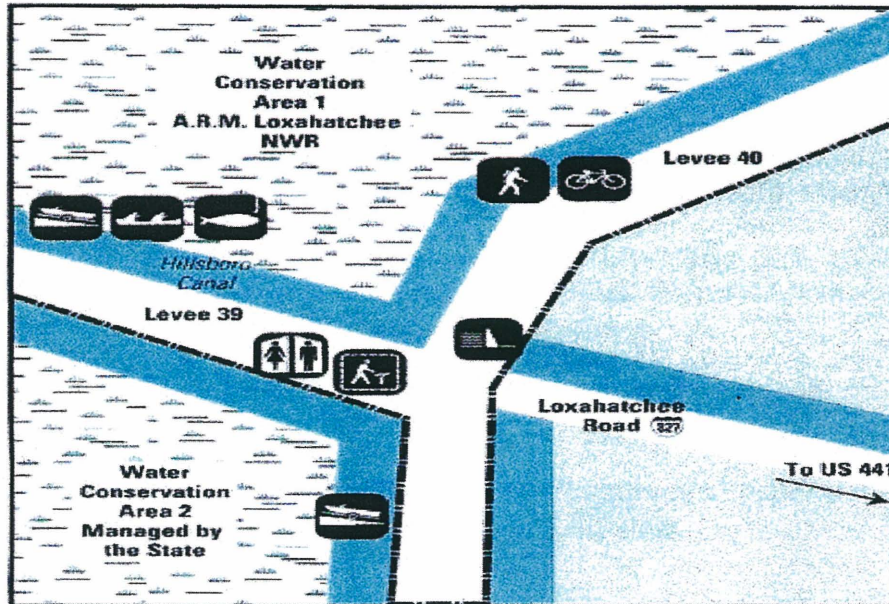 Water
Conservation
Area 1
A.R.M. Loxahatchee
NWR
Levee 40
Hillsboro
Canal
Levee 39
Loxahatchee
Road 827
To US 441
Water
Conservation
Area 2
Managed by
the State